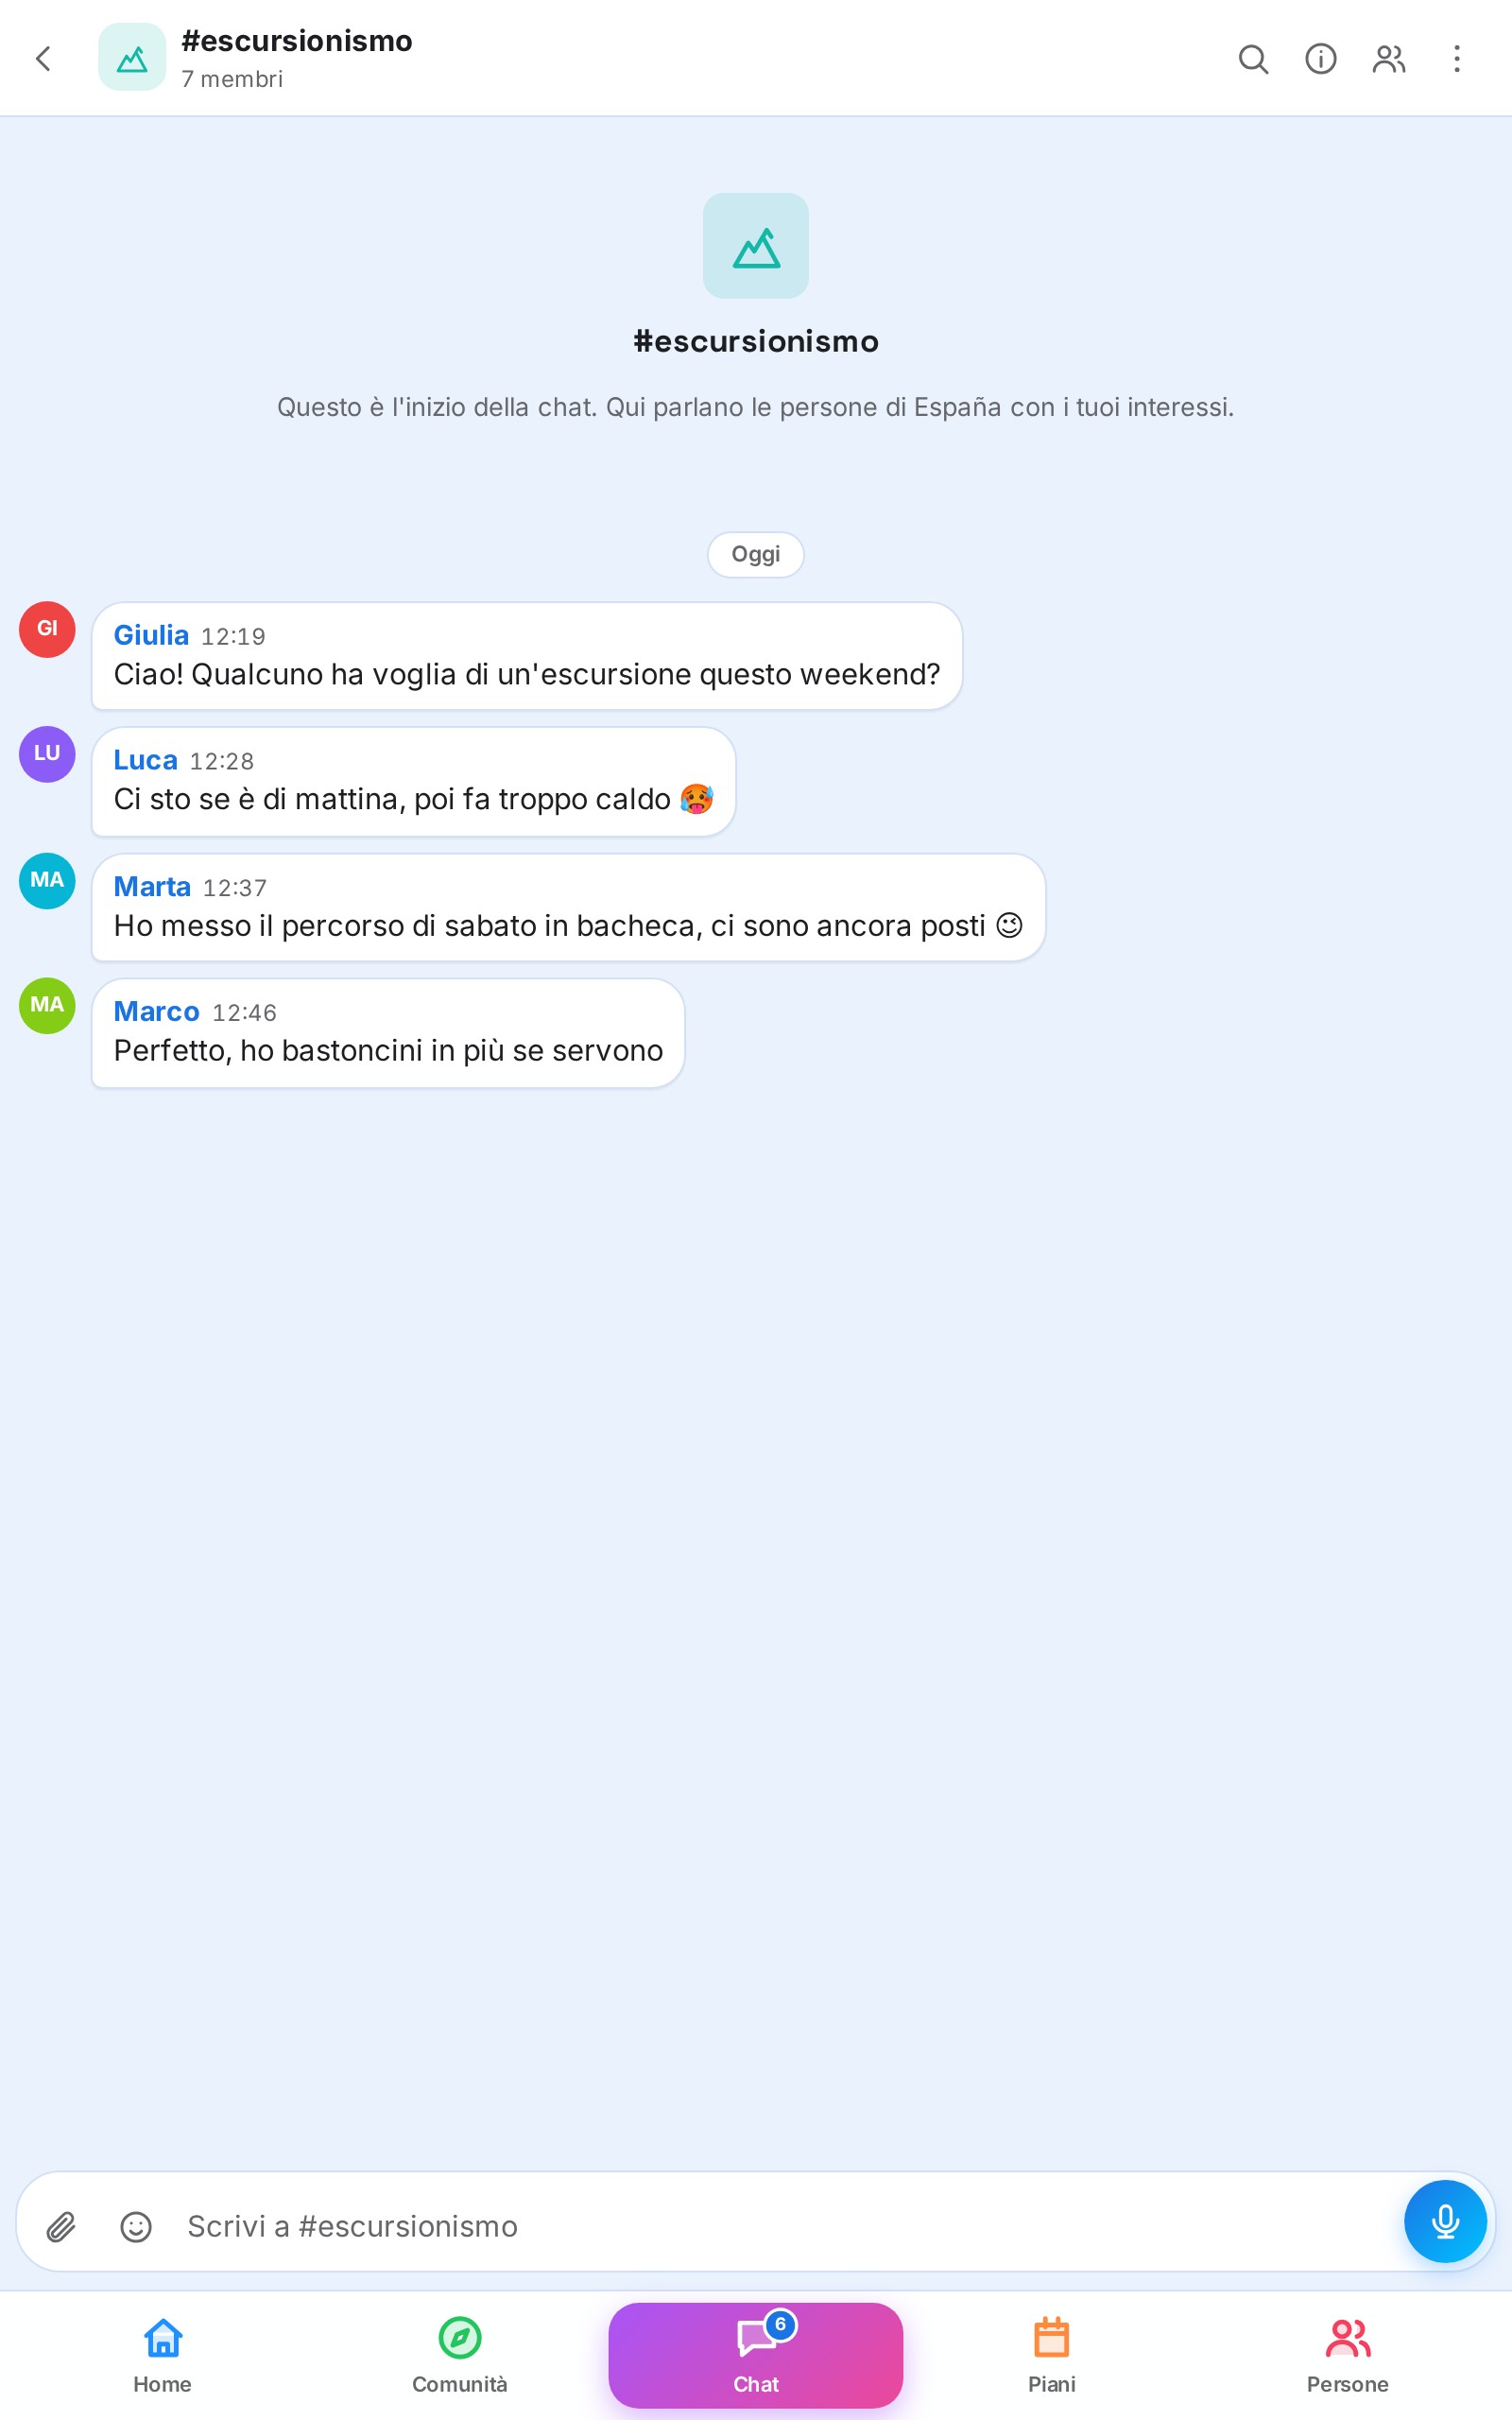 #escursionismo
7 membri
#escursionismo
Questo è l'inizio della chat. Qui parlano le persone di España con i tuoi interessi.
Oggi
GI
Giulia 12:19
Ciao! Qualcuno ha voglia di un'escursione questo weekend?
LU
Luca 12:28
Ci sto se è di mattina, poi fa troppo caldo 🥵
MA
Marta 12:37
Ho messo il percorso di sabato in bacheca, ci sono ancora posti 😉
MA
Marco 12:46
Perfetto, ho bastoncini in più se servono
Scrivi a #escursionismo
6
Home
Comunità
Chat
Piani
Persone